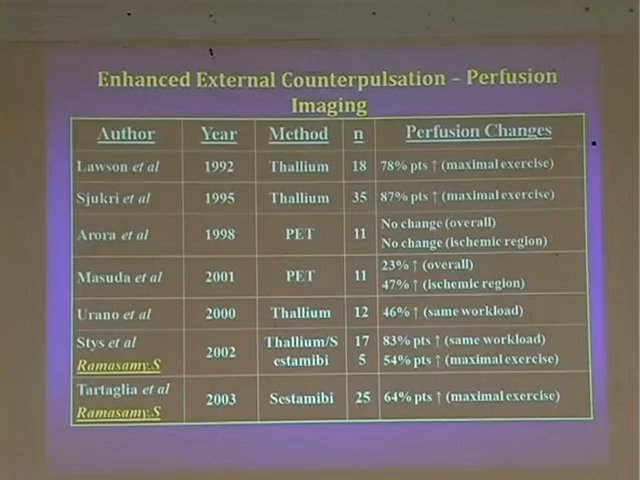 Enhanced External Counterpulsation – Perfusion
Imaging
Author Year Method n Perfusion Changes
Lawson et al 1992 Thallium 18 78% pts ↑ (maximal exercise)
Sjukri et al 1995 Thallium 35 87% pts ↑ (maximal exercise)
Arora et al 1998 PET 11 No change (overall)
No change (ischemic region)
Masuda et al 2001 PET 11 23% ↑ (overall)
47% ↑ (ischemic region)
Urano et al 2000 Thallium 12 46% ↑ (same workload)
Stys et al 2002 Thallium/S 17 83% pts ↑ (same workload)
Ramasamy.S estamibi 5 54% pts ↑ (maximal exercise)
Tartaglia et al 2003 Sestamibi 25 64% pts ↑ (maximal exercise)
Ramasamy.S